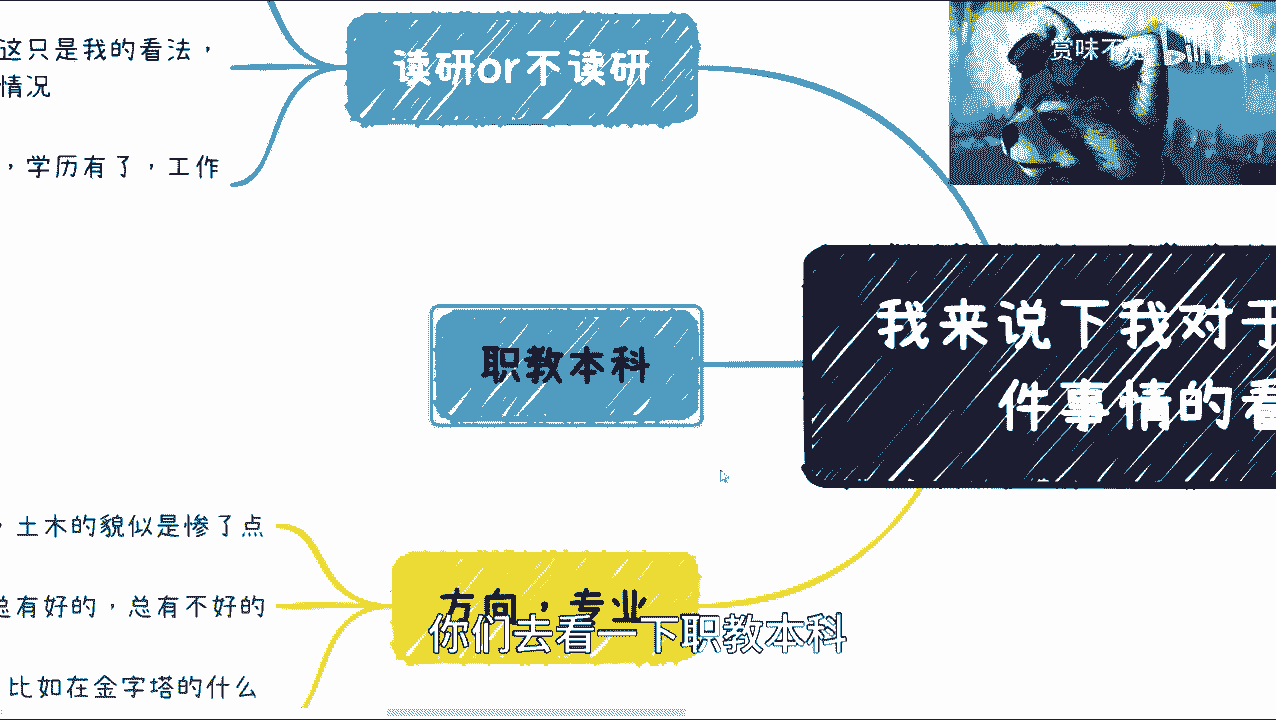 这只是我的看法，
情况
，学历有了，工作
读研or不读研
赏味不足
bilibili
职教本科
我来说下我对于
件事情的看
，土木的貌似是惨了点
总有好的，总有不好的
比如在金字塔的什么
方向，专业
你们去看一下职教本科